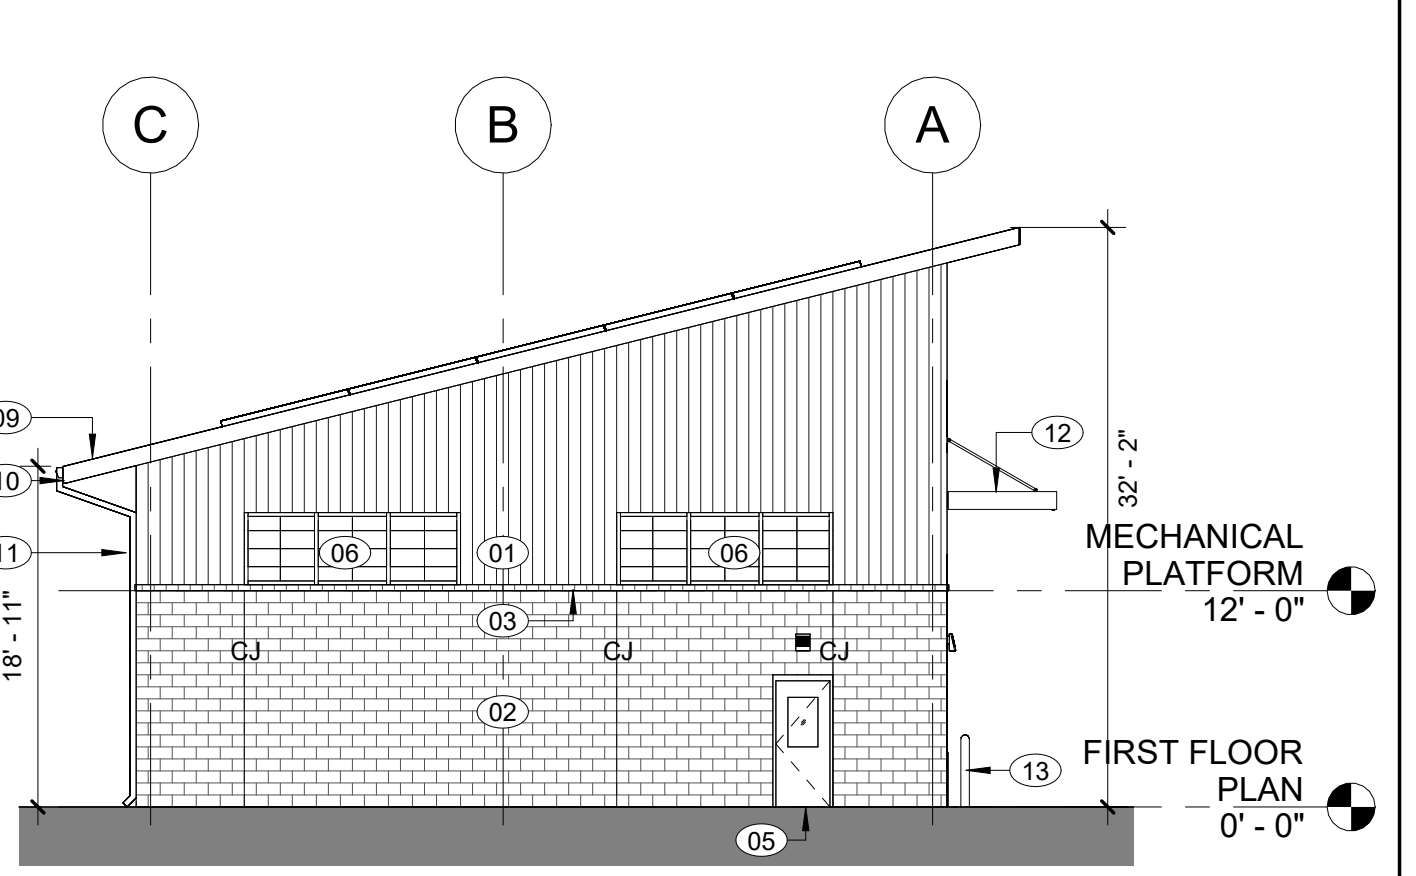 C
B
A
09
10
11
12
32' - 2"
18' - 11"
MECHANICAL
PLATFORM
12' - 0"
06
01
06
03
CJ
CJ
CJ
02
FIRST FLOOR
PLAN
0' - 0"
13
05